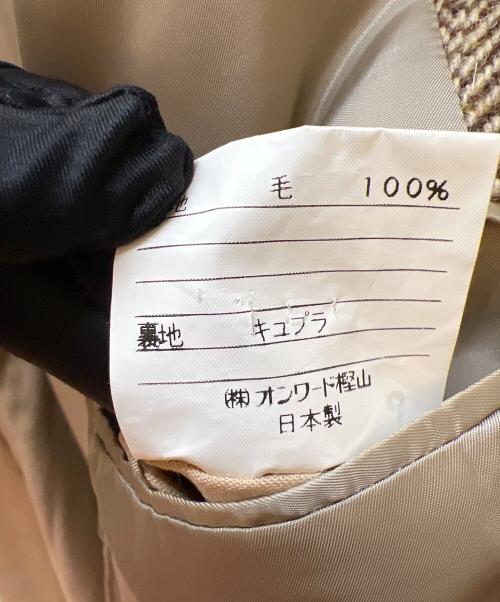 地 毛 100%
裏地 キュプラ
㈱オンワード樫山
日本製